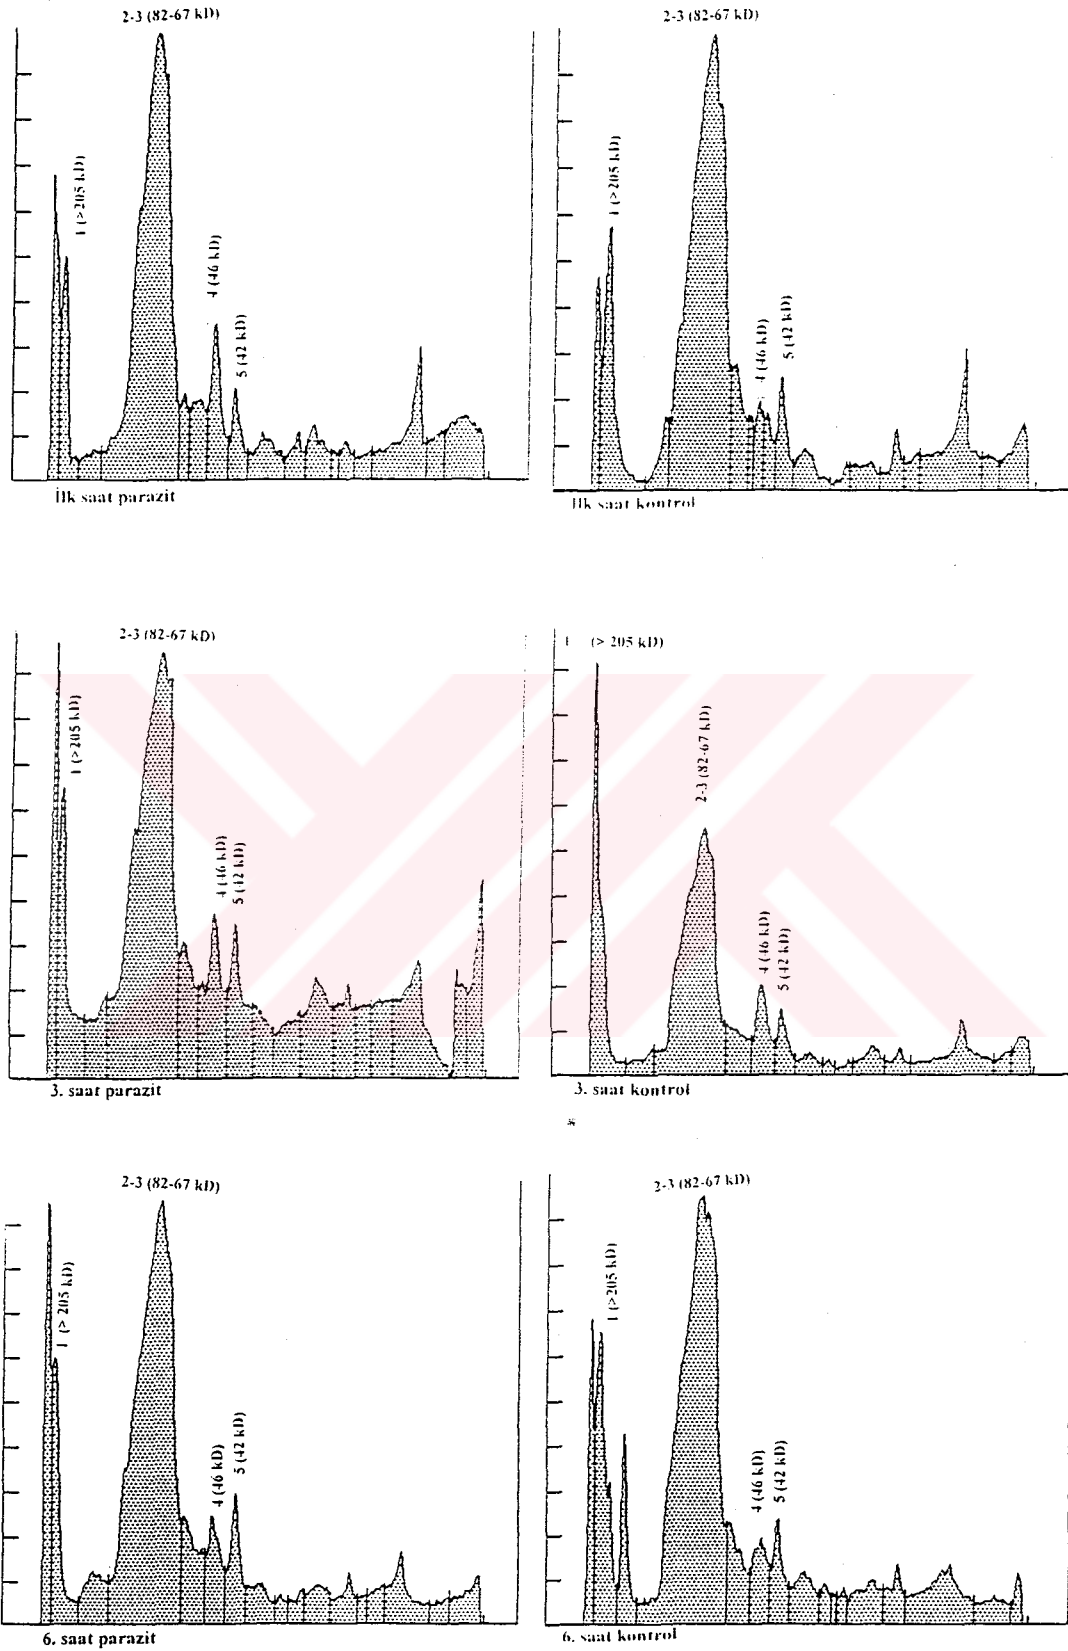 2-3 (82-67 kD)
1 (>205 kD)
4 (46 kD)
5 (42 kD)
İlk saat parazit
2-3 (82-67 kD)
1 (>205 kD)
4 (46 kD)
5 (42 kD)
İlk saat kontrol
2-3 (82-67 kD)
1 (>205 kD)
4 (46 kD)
5 (42 kD)
3. saat parazit
1 (> 205 kD)
2-3 (82-67 kD)
4 (46 kD)
5 (42 kD)
3. saat kontrol
2-3 (82-67 kD)
1 (> 205 kD)
4 (46 kD)
5 (42 kD)
6. saat parazit
2-3 (82-67 kD)
1 (>205 kD)
4 (46 kD)
5 (42 kD)
6. saat kontrol